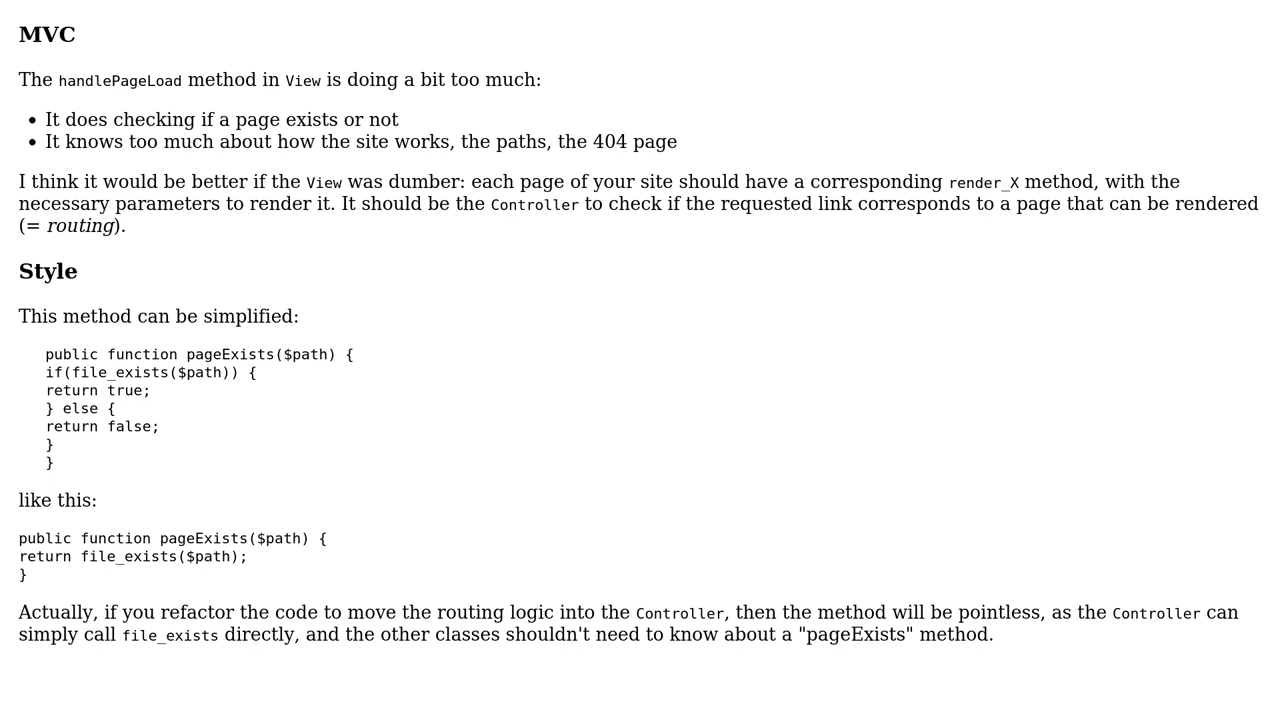 MVC
The handlePageLoad method in View is doing a bit too much:
• It does checking if a page exists or not
• It knows too much about how the site works, the paths, the 404 page
I think it would be better if the View was dumber: each page of your site should have a corresponding render_X method, with the
necessary parameters to render it. It should be the Controller to check if the requested link corresponds to a page that can be rendered
(= routing).
Style
This method can be simplified:
public function pageExists($path) {
if(file_exists($path)) {
return true;
} else {
return false;
}
}
like this:
public function pageExists($path) {
return file_exists($path);
}
Actually, if you refactor the code to move the routing logic into the Controller, then the method will be pointless, as the Controller can
simply call file_exists directly, and the other classes shouldn't need to know about a "pageExists" method.